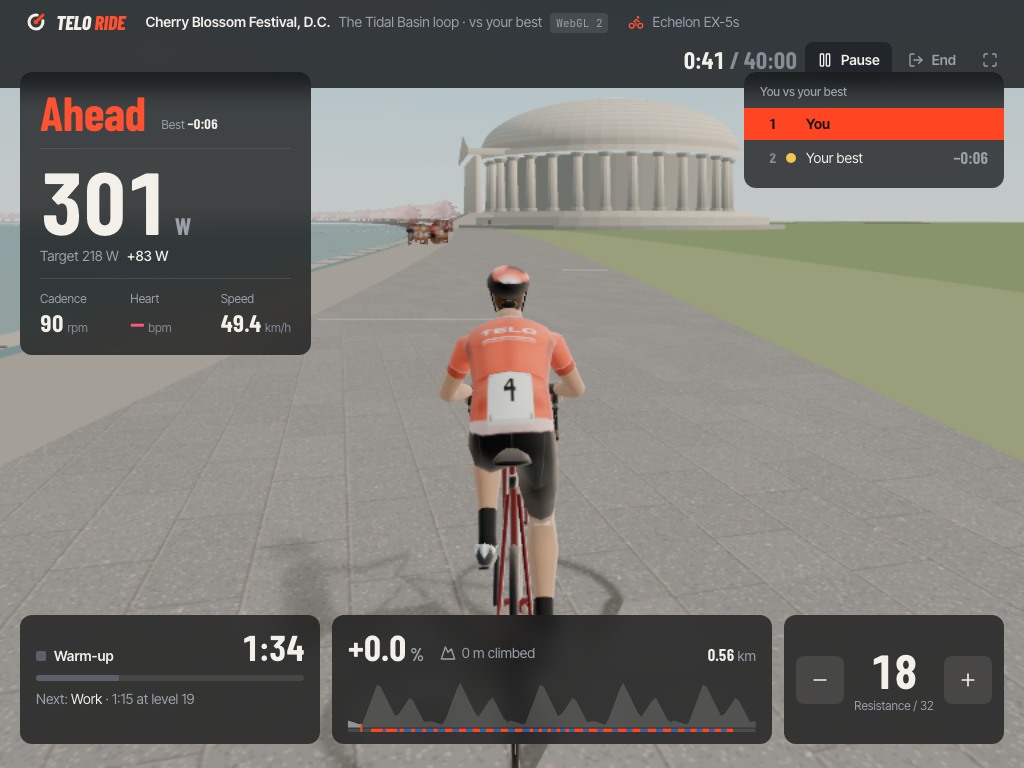 TELO RIDE Cherry Blossom Festival, D.C. The Tidal Basin loop · vs your best WebGL 2 Echelon EX-5s
0:41 / 40:00 Pause End
Ahead Best −0:06
301 W
Target 218 W +83 W
Cadence Heart Speed
90 rpm – bpm 49.4 km/h
You vs your best
1 You
2 Your best −0:06
TELO
4
Warm-up 1:34
Next: Work · 1:15 at level 19
+0.0 % 0 m climbed 0.56 km
− 18 +
Resistance / 32